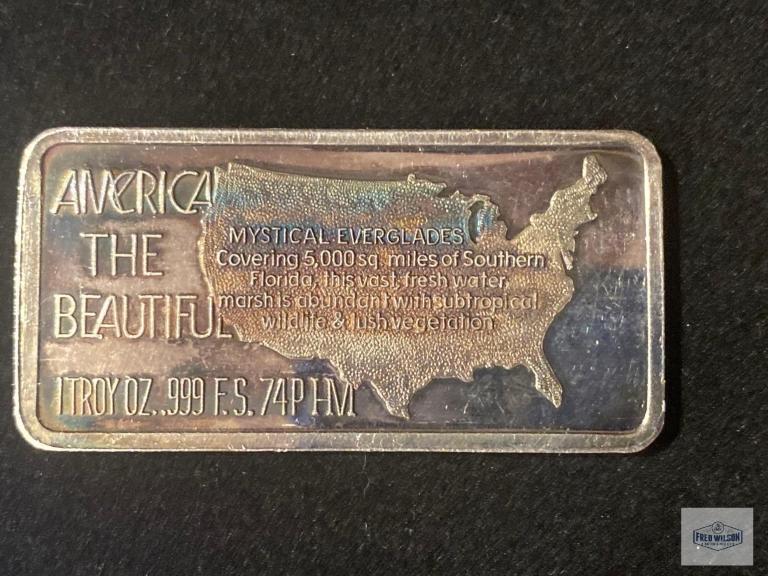 AMERICA
THE
BEAUTIFUL
MYSTICAL EVERGLADES
Covering 5,000 sq. miles of Southern
Florida, this vast, fresh water
marsh is abundant with subtropical
wildlife & lush vegetation
1 TROY OZ..999 F.S. 74P HM
FRED WILSON